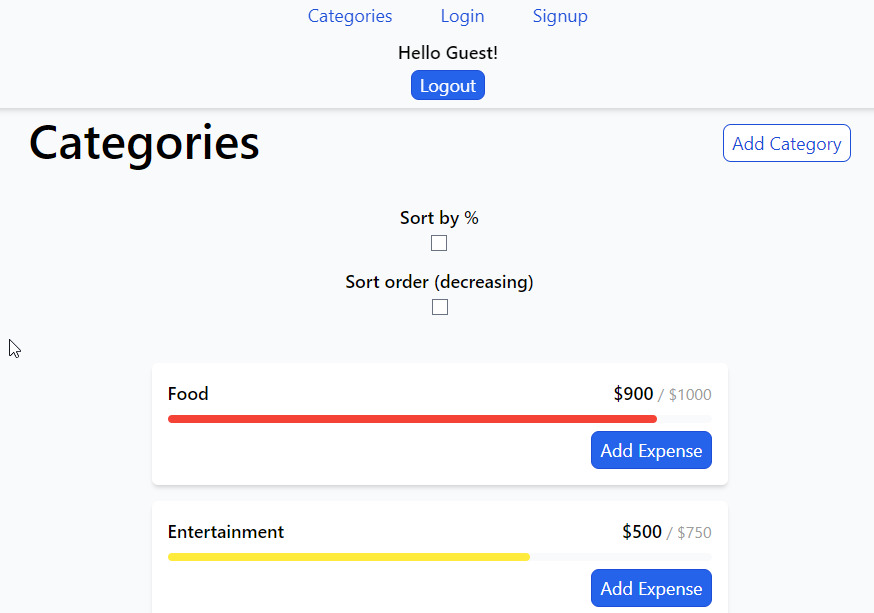 Categories Login Signup
Hello Guest!
Logout
Categories Add Category
Sort by %
Sort order (decreasing)
Food $900 / $1000
Add Expense
Entertainment $500 / $750
Add Expense